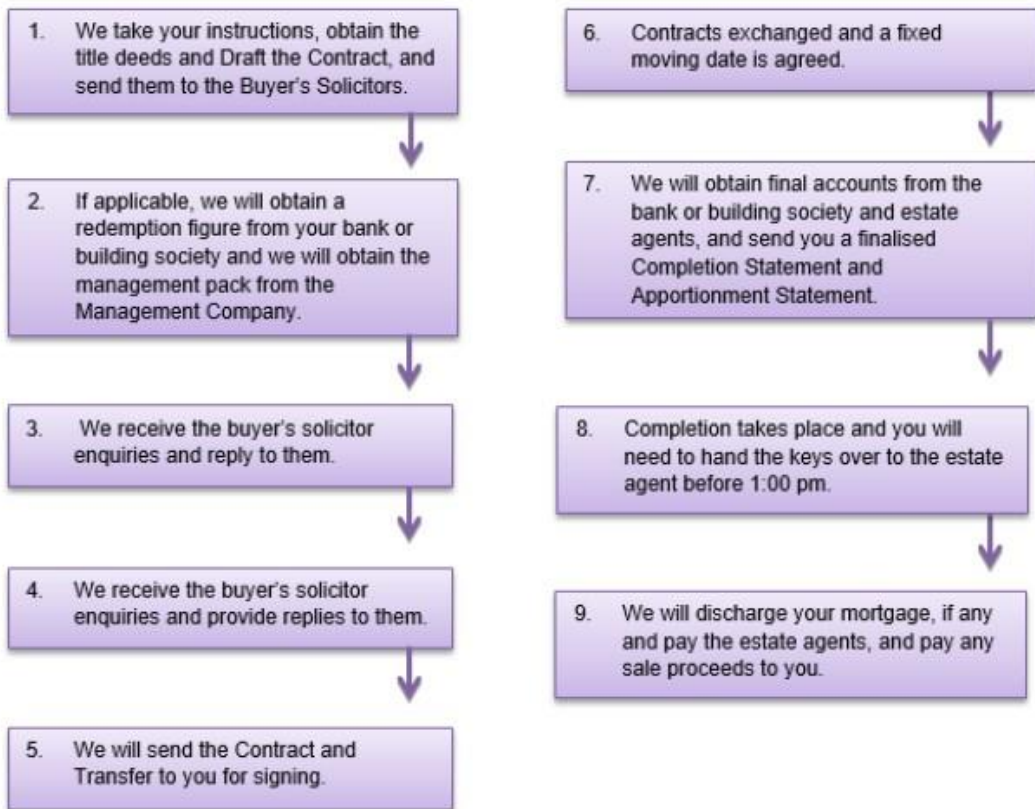 1. We take your instructions, obtain the
title deeds and Draft the Contract, and
send them to the Buyer's Solicitors.
2. If applicable, we will obtain a
redemption figure from your bank or
building society and we will obtain the
management pack from the
Management Company.
3. We receive the buyer's solicitor
enquiries and reply to them.
4. We receive the buyer's solicitor
enquiries and provide replies to them.
5. We will send the Contract and
Transfer to you for signing.
6. Contracts exchanged and a fixed
moving date is agreed.
7. We will obtain final accounts from the
bank or building society and estate
agents, and send you a finalised
Completion Statement and
Apportionment Statement.
8. Completion takes place and you will
need to hand the keys over to the estate
agent before 1:00 pm.
9. We will discharge your mortgage, if any
and pay the estate agents, and pay any
sale proceeds to you.